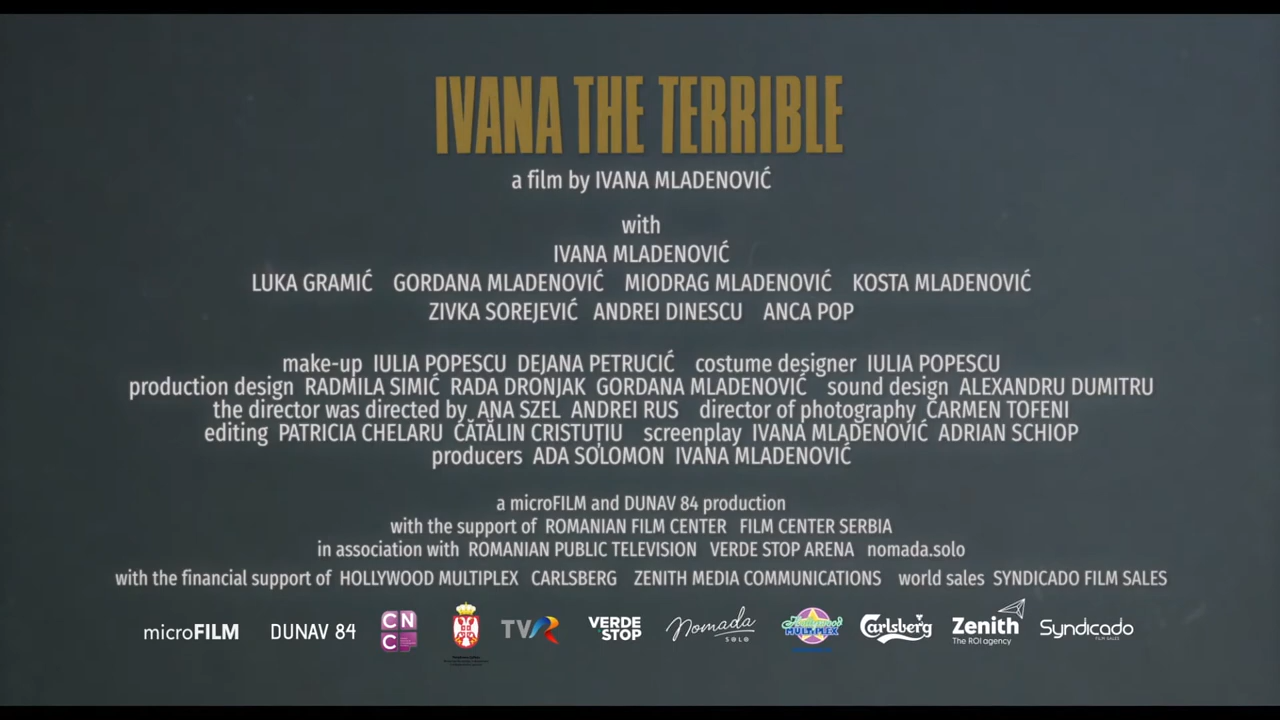 IVANA THE TERRIBLE
a film by IVANA MLADENOVIĆ
with
IVANA MLADENOVIĆ
LUKA GRAMIĆ GORDANA MLADENOVIĆ MIODRAG MLADENOVIĆ KOSTA MLADENOVIĆ
ZIVKA SOREJEVIĆ ANDREI DINESCU ANCA POP
make-up IULIA POPESCU DEJANA PETRUCIĆ costume designer IULIA POPESCU
production design RADMILA SIMIĆ RADA DRONJAK GORDANA MLADENOVIĆ sound design ALEXANDRU DUMITRU
the director was directed by ANA SZEL ANDREI RUS director of photography CARMEN TOFENI
editing PATRICIA CHELARU CĂTĂLIN CRISTUȚIU screenplay IVANA MLADENOVIĆ ADRIAN SCHIOP
producers ADA SOLOMON IVANA MLADENOVIĆ
a microFILM and DUNAV 84 production
with the support of ROMANIAN FILM CENTER FILM CENTER SERBIA
in association with ROMANIAN PUBLIC TELEVISION VERDE STOP ARENA nomada.solo
with the financial support of HOLLYWOOD MULTIPLEX CARLSBERG ZENITH MEDIA COMMUNICATIONS world sales SYNDICADO FILM SALES
microFILM DUNAV 84 CNC TVR VERDE STOP Nomada SOLO Hollywood MULTIPLEX Carlsberg Zenith The ROI agency Syndicado FILM SALES